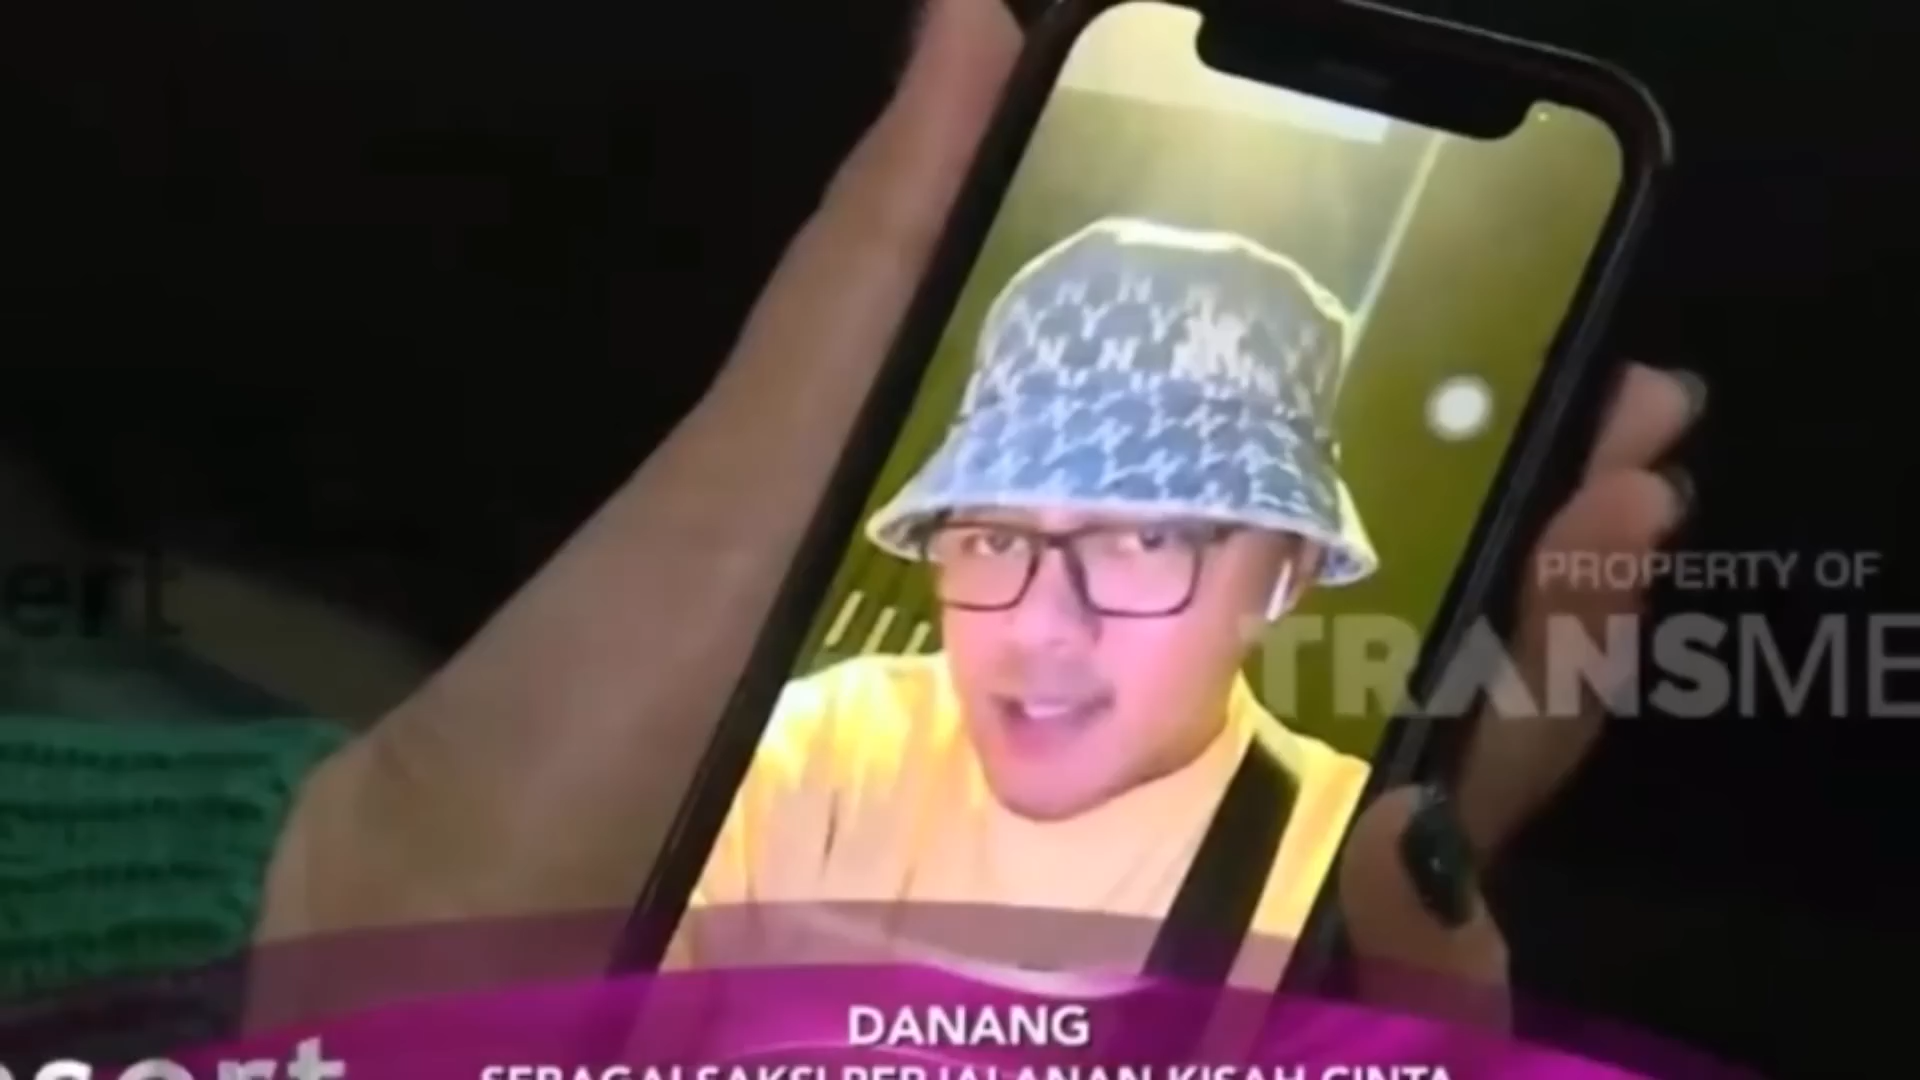 PROPERTY OF
TRANSME
DANANG
SEBAGAI SAKSI PERJALANAN KISAH CINTA